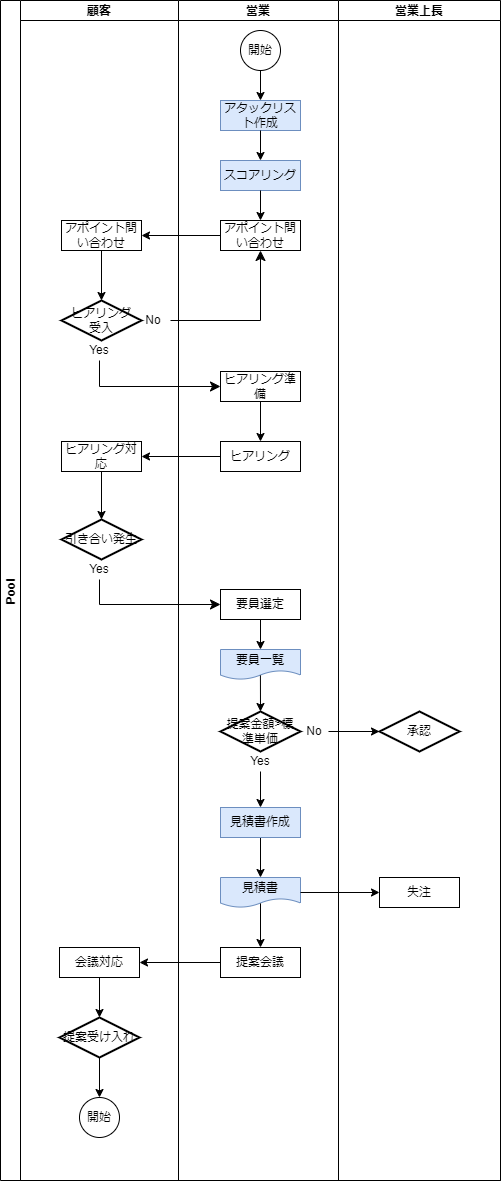 Pool
顧客
営業
営業上長
開始
アタックリス
ト作成
スコアリング
アポイント問
い合わせ
アポイント問
い合わせ
ヒアリング
受入
No
Yes
ヒアリング準
備
ヒアリング対
応
ヒアリング
引き合い発生
Yes
要員選定
要員一覧
提案金額>標
準単価
No
承認
Yes
見積書作成
見積書
失注
会議対応
提案会議
提案受け入れ
開始